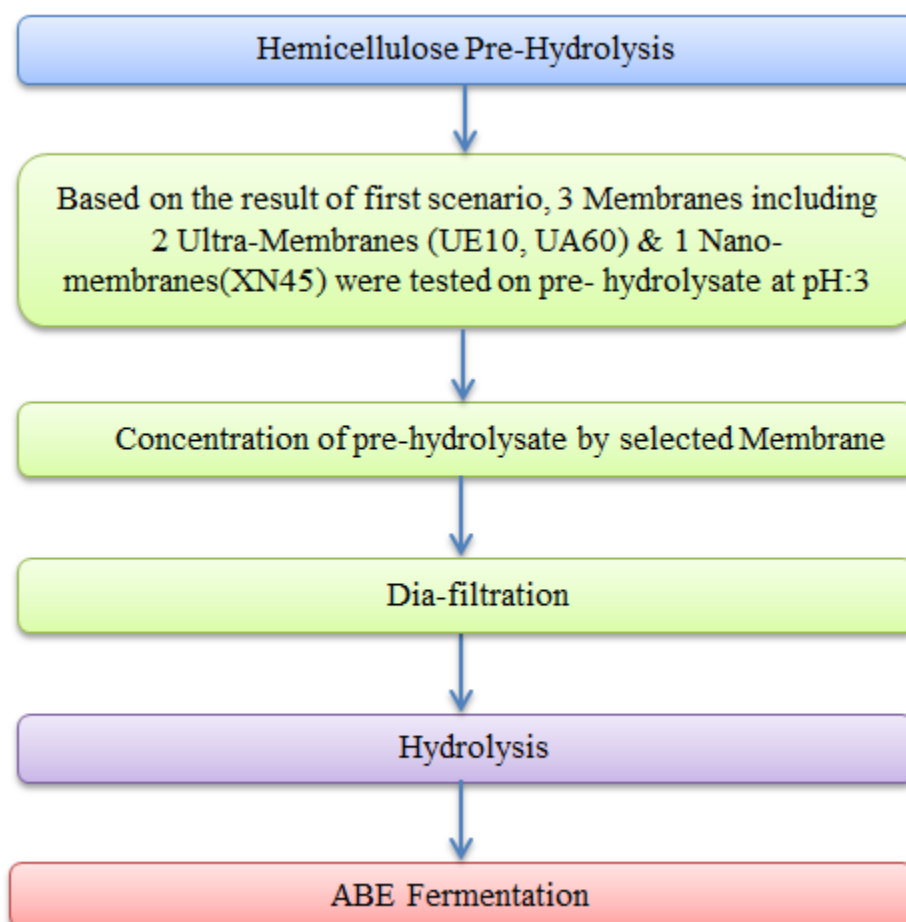 Hemicellulose Pre-Hydrolysis
Based on the result of first scenario, 3 Membranes including
2 Ultra-Membranes (UE10, UA60) & 1 Nano-
membranes(XN45) were tested on pre- hydrolysate at pH:3
Concentration of pre-hydrolysate by selected Membrane
Dia-filtration
Hydrolysis
ABE Fermentation